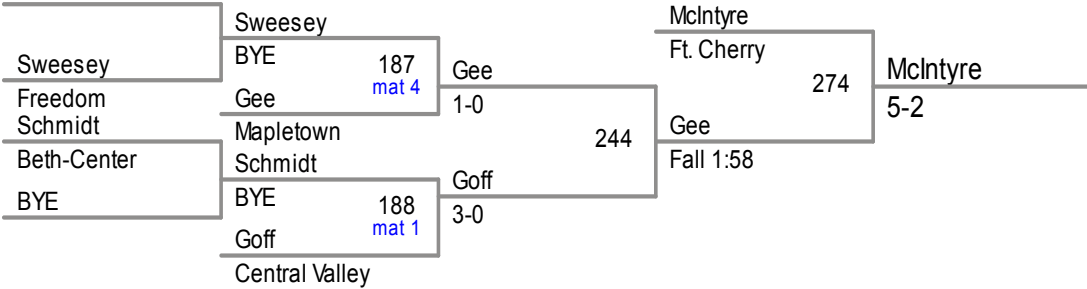 Sweesey
Freedom
Schmidt
Beth-Center
BYE
Sweesey
BYE
187
mat 4
Gee
Mapletown
Schmidt
BYE
188
mat 1
Goff
Central Valley
Gee
1-0
244
Goff
3-0
McIntyre
Ft. Cherry
274
Gee
Fall 1:58
McIntyre
5-2